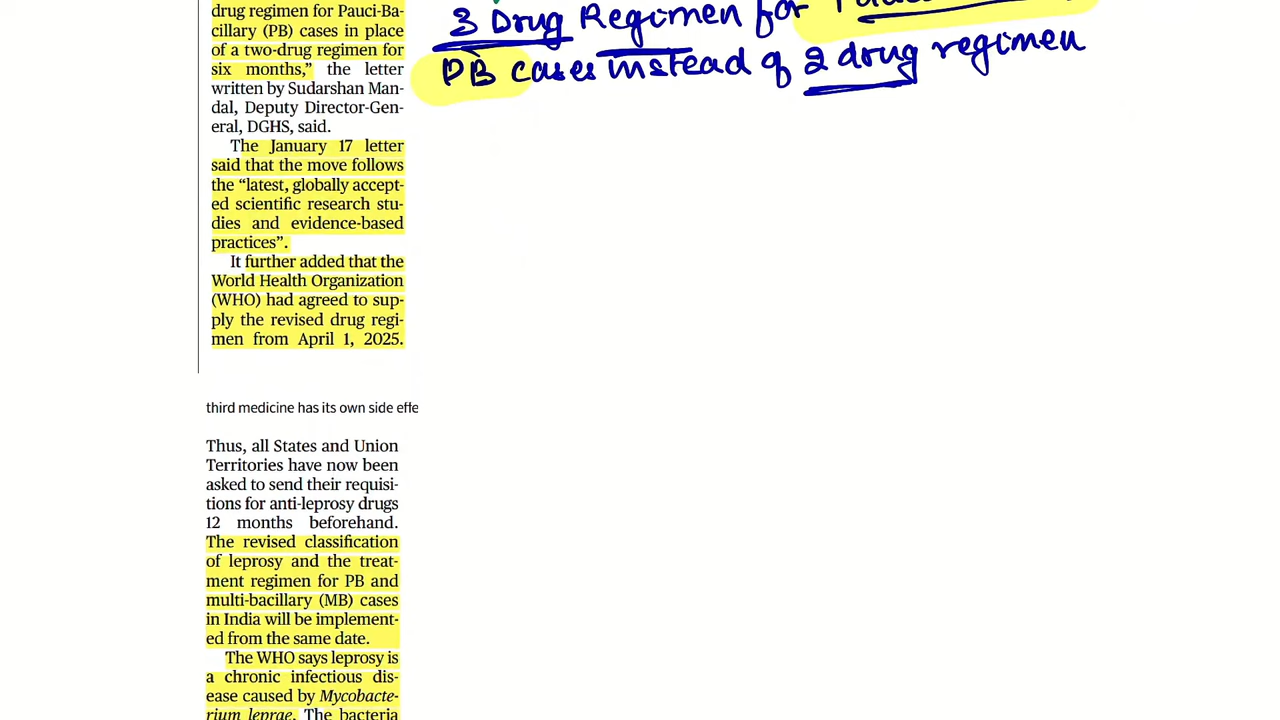 drug regimen for Pauci-Ba-
cillary (PB) cases in place
of a two-drug regimen for
six months,” the letter
written by Sudarshan Man-
dal, Deputy Director-Gen-
eral, DGHS, said.
The January 17 letter
said that the move follows
the “latest, globally accept-
ed scientific research stu-
dies and evidence-based
practices”.
It further added that the
World Health Organization
(WHO) had agreed to sup-
ply the revised drug regi-
men from April 1, 2025.
third medicine has its own side effe
Thus, all States and Union
Territories have now been
asked to send their requisi-
tions for anti-leprosy drugs
12 months beforehand.
The revised classification
of leprosy and the treat-
ment regimen for PB and
multi-bacillary (MB) cases
in India will be implement-
ed from the same date.
The WHO says leprosy is
a chronic infectious dis-
ease caused by Mycobacte-
rium leprae. The bacteria
3 Drug Regimen for
PB cases instead of 2 drug regimen